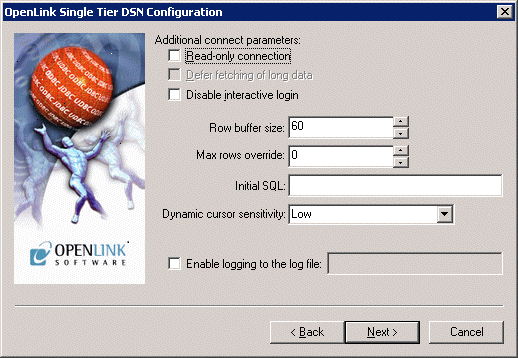 OpenLink Single Tier DSN Configuration
Additional connect parameters:
Read-only connection
Defer fetching of long data
Disable interactive login
Row buffer size: 60
Max rows override: 0
Initial SQL:
Dynamic cursor sensitivity: Low
Enable logging to the log file:
OPENLINK
SOFTWARE
< Back Next > Cancel